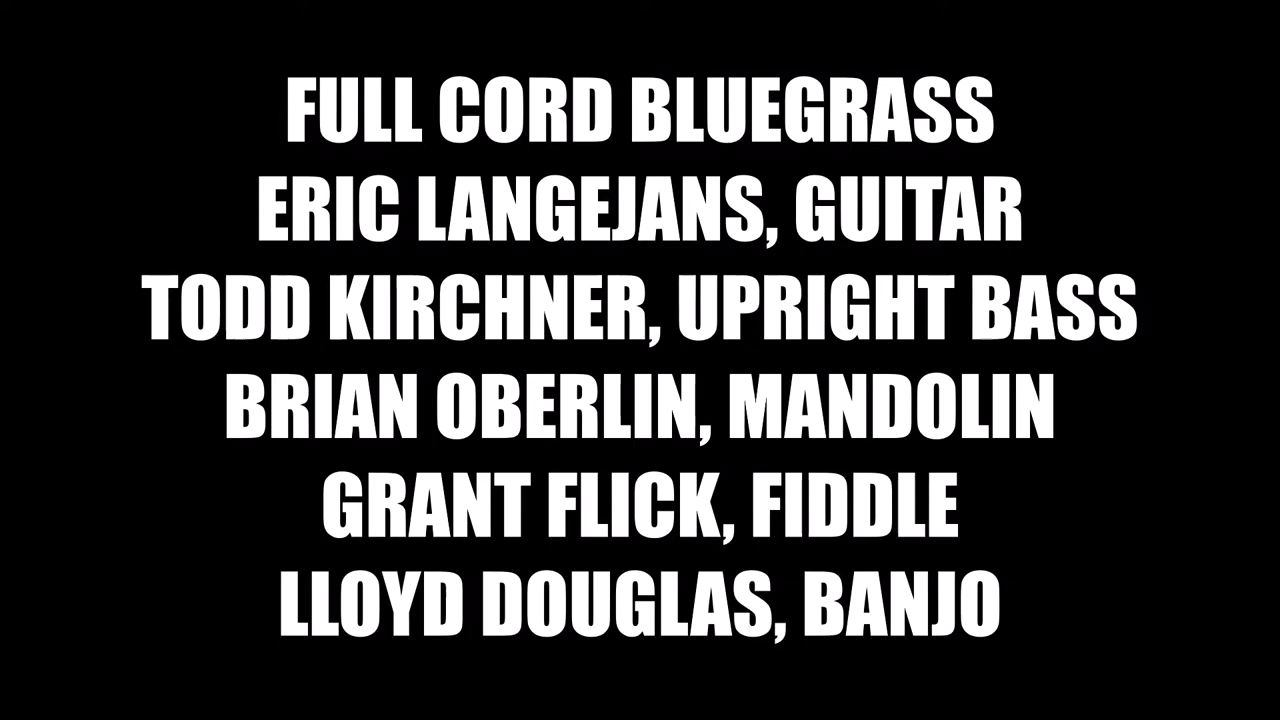 FULL CORD BLUEGRASS
ERIC LANGEJANS, GUITAR
TODD KIRCHNER, UPRIGHT BASS
BRIAN OBERLIN, MANDOLIN
GRANT FLICK, FIDDLE
LLOYD DOUGLAS, BANJO